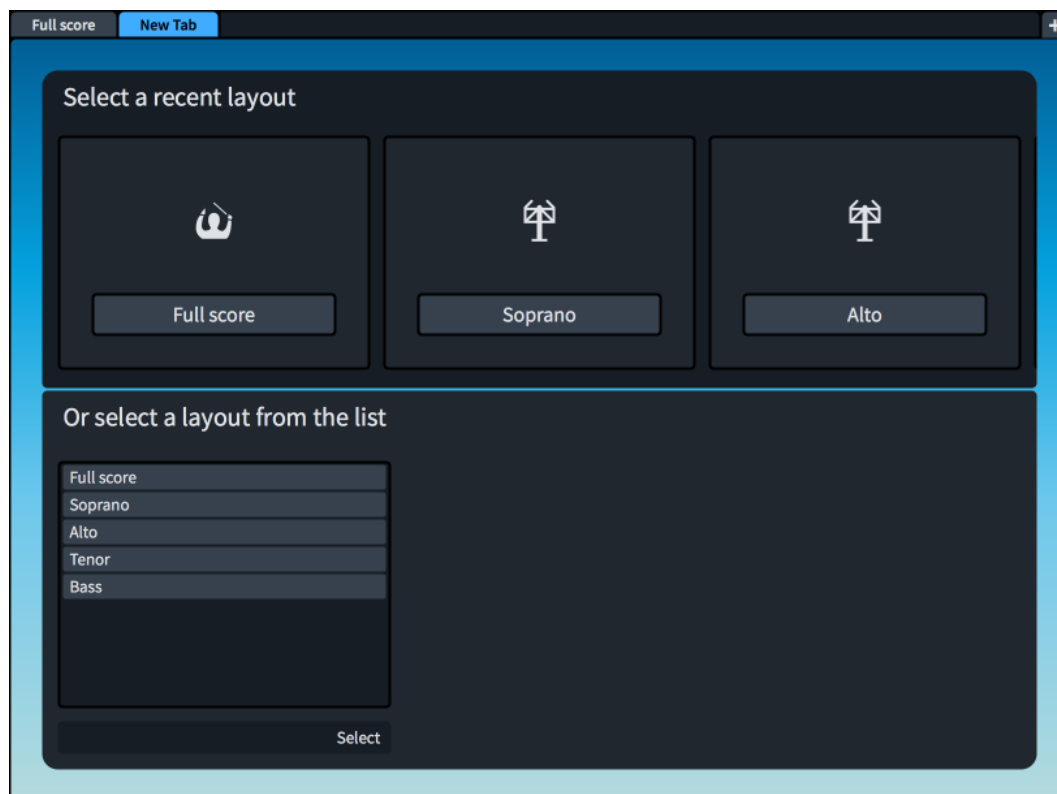 Full score
New Tab
+
Select a recent layout
Full score
Soprano
Alto
Or select a layout from the list
Full score
Soprano
Alto
Tenor
Bass
Select